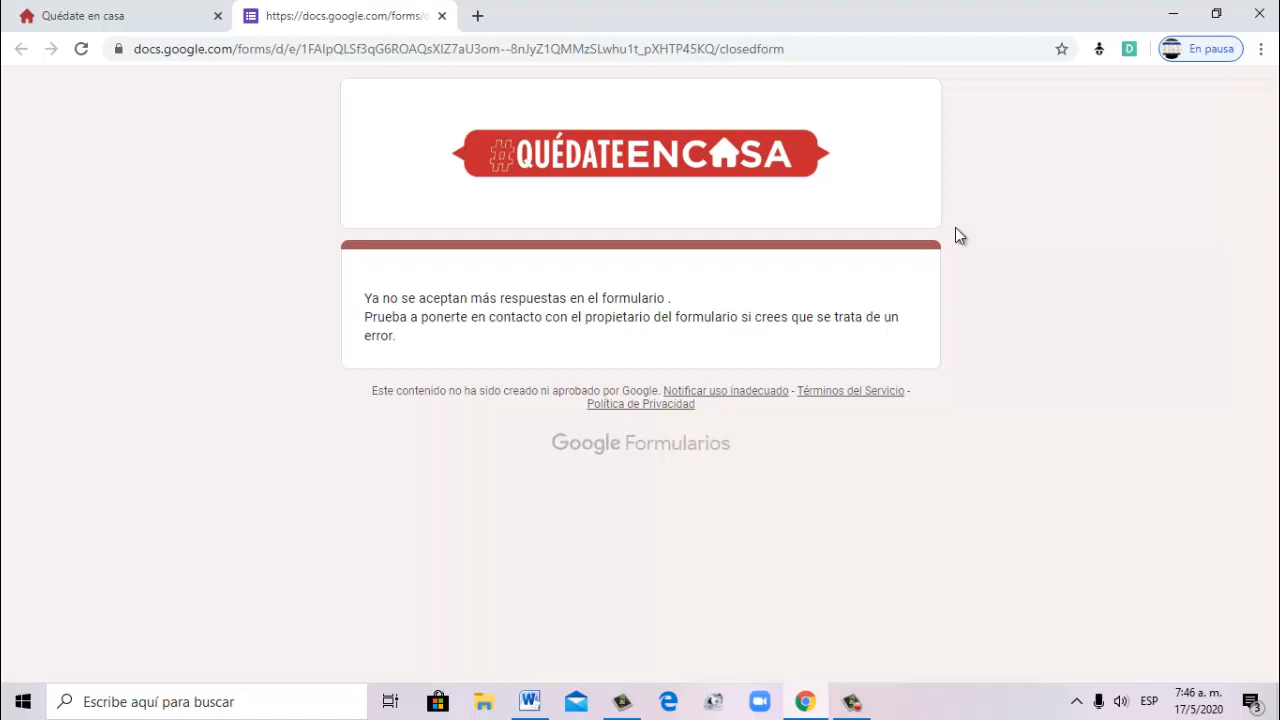 Quédate en casa
https://docs.google.com/forms/
docs.google.com/forms/d/e/1FAIpQLSf3qG6ROAQsXlZ7aE3om--8nJyZ1QMMzSLwhu1t_pXHTP45KQ/closedform
D
En pausa
#QUÉDATEENCASA
Ya no se aceptan más respuestas en el formulario .
Prueba a ponerte en contacto con el propietario del formulario si crees que se trata de un
error.
Este contenido no ha sido creado ni aprobado por Google. Notificar uso inadecuado - Términos del Servicio -
Política de Privacidad
Google Formularios
Escribe aquí para buscar
W
ESP
7:46 a. m.
17/5/2020
3